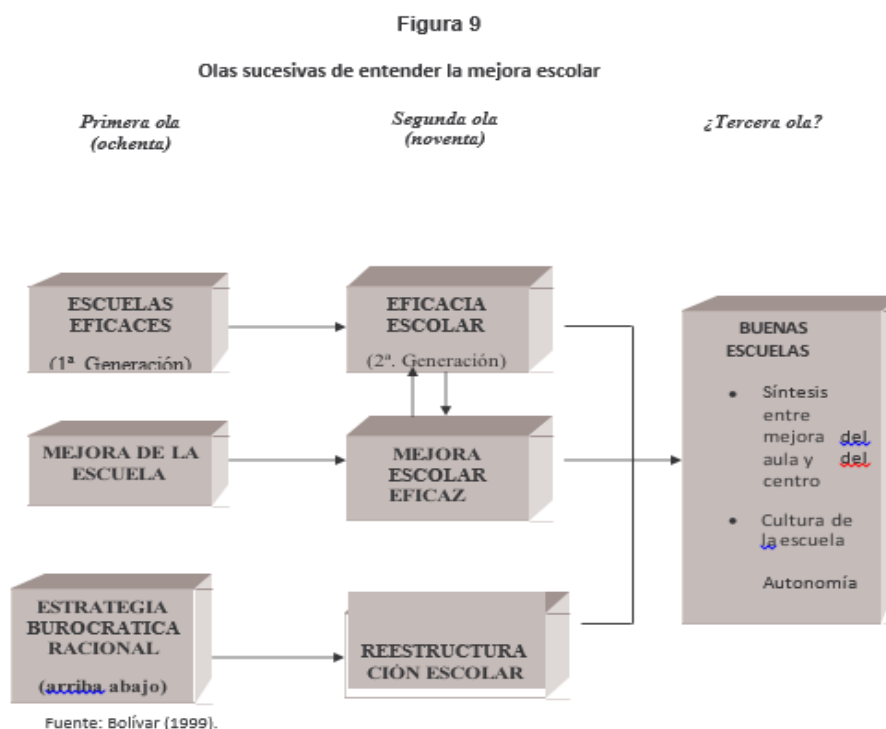 Figura 9
Olas sucesivas de entender la mejora escolar
Primera ola
(ochenta)
Segunda ola
(noventa)
¿Tercera ola?
ESCUELAS
EFICACES
(1ª. Generación)
EFICACIA
ESCOLAR
(2ª. Generación)
MEJORA DE LA
ESCUELA
MEJORA
ESCOLAR
EFICAZ
ESTRATEGIA
BUROCRATICA
RACIONAL
(arriba abajo)
REESTRUCTURA
CIÓN ESCOLAR
BUENAS
ESCUELAS
• Síntesis
entre
mejora del
aula y del
centro
• Cultura de
la escuela
Autonomía
Fuente: Bolívar (1999).